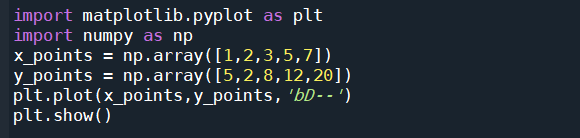 import matplotlib.pyplot as plt
import numpy as np
x_points = np.array([1,2,3,5,7])
y_points = np.array([5,2,8,12,20])
plt.plot(x_points,y_points,'bD--')
plt.show()